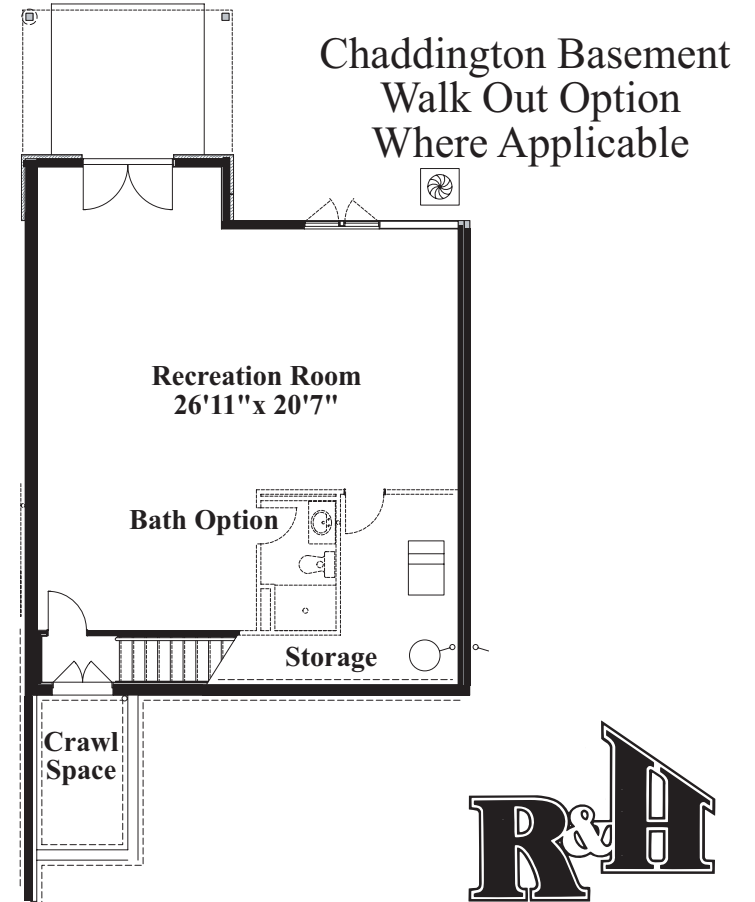 Chaddington Basement
Walk Out Option
Where Applicable
Recreation Room
26'11"x 20'7"
Bath Option
Storage
Crawl
Space
R&H